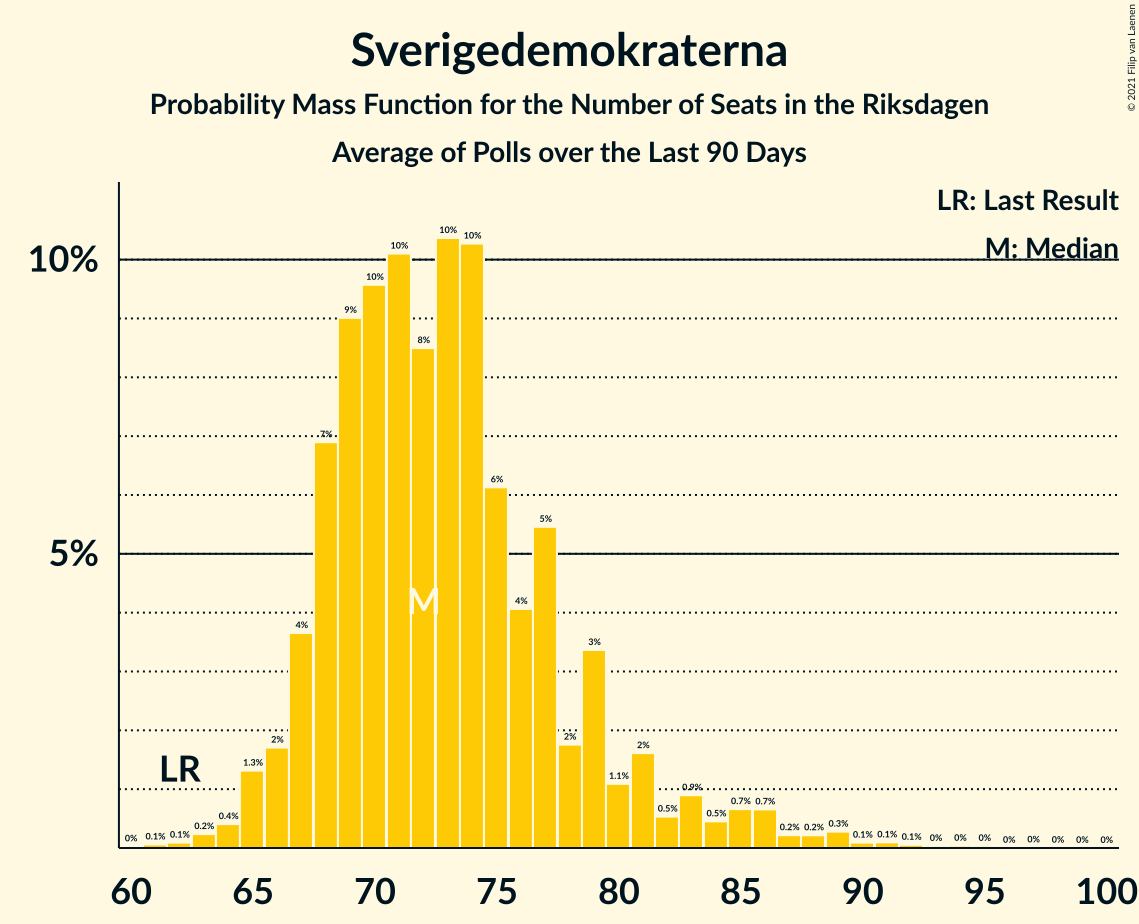 Sverigedemokraterna
Probability Mass Function for the Number of Seats in the Riksdagen
Average of Polls over the Last 90 Days
© 2021 Filip van Laenen
LR: Last Result
M: Median
10%
5%
0% 0.1% 0.1% 0.2% 0.4% 1.3% 2% 4% 7% 9% 10% 10% 8% 10% 10% 6% 4% 5% 2% 3% 1.1% 2% 0.5% 0.9% 0.5% 0.7% 0.7% 0.2% 0.2% 0.3% 0.1% 0.1% 0.1% 0% 0% 0% 0% 0% 0% 0% 0%
M
LR
60 65 70 75 80 85 90 95 100